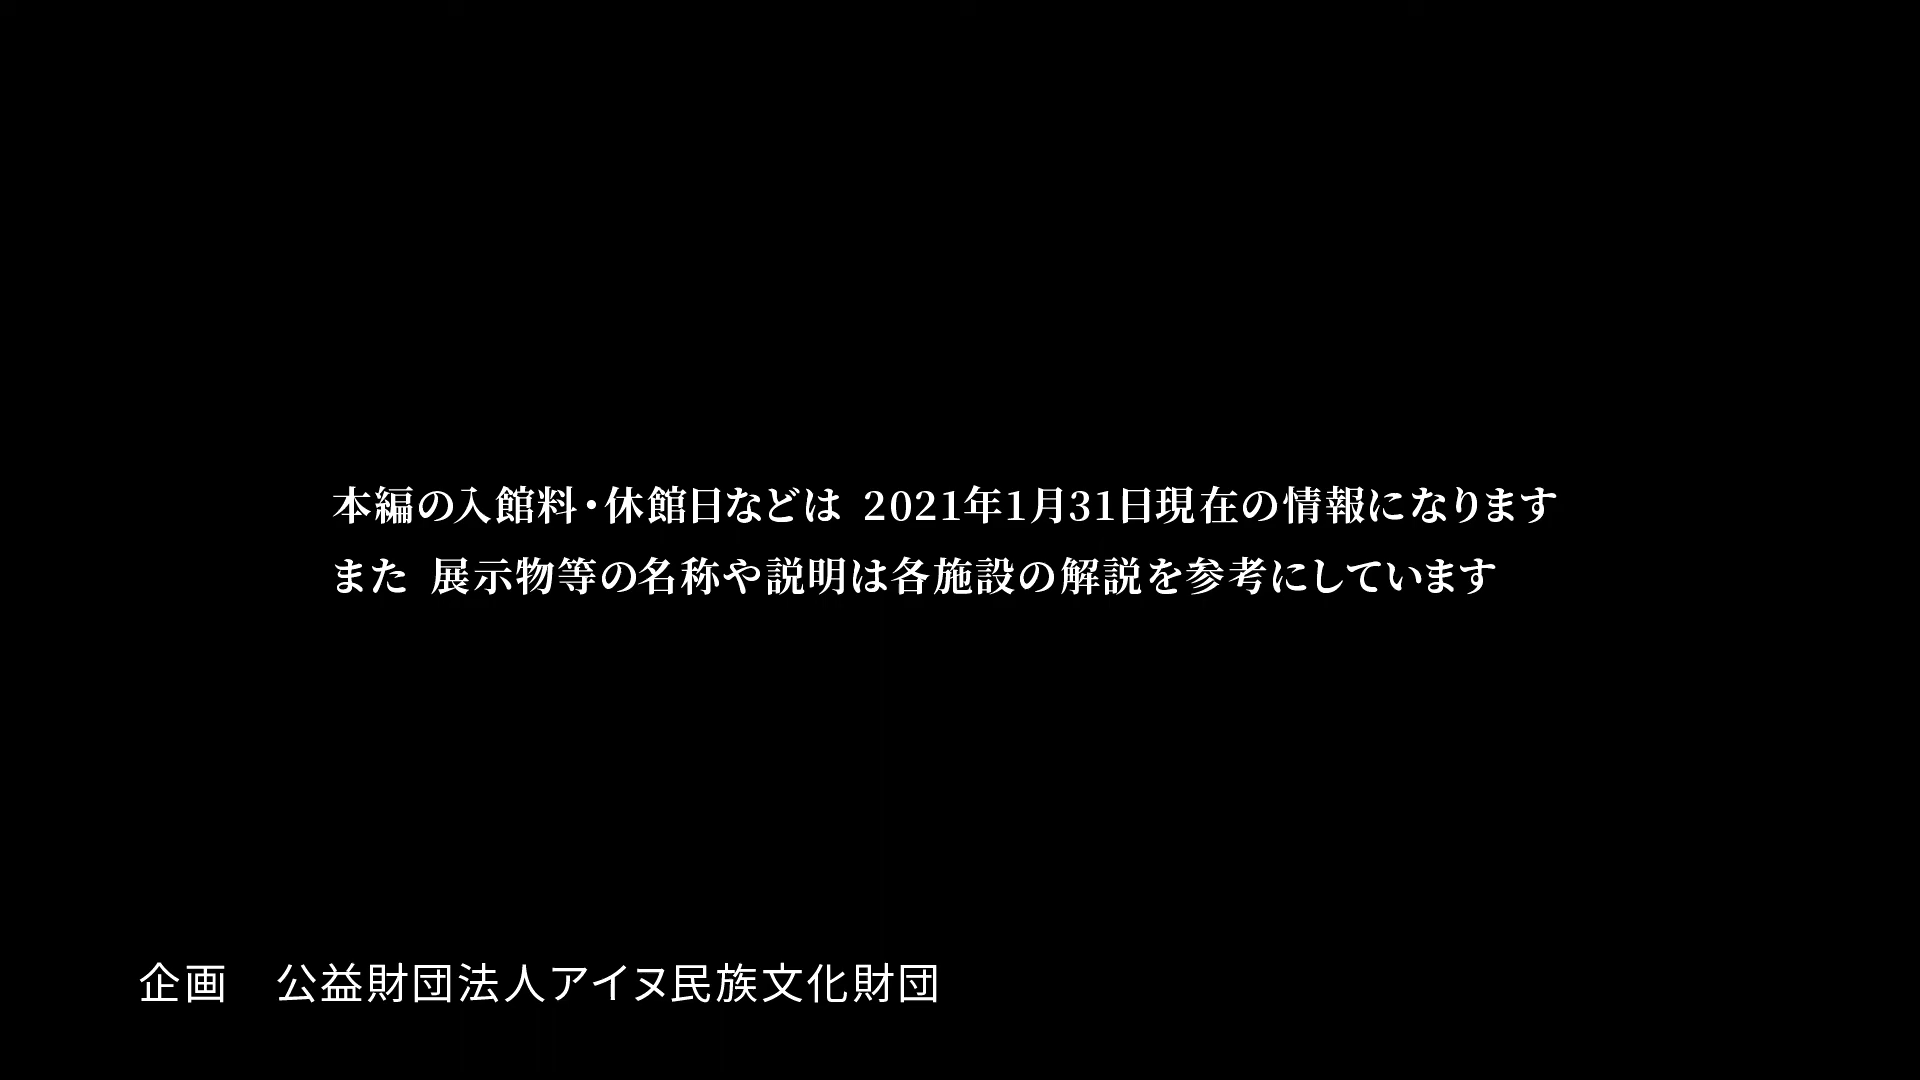 本編の入館料・休館日などは 2021年1月31日現在の情報になります
また 展示物等の名称や説明は各施設の解説を参考にしています
企画　公益財団法人アイヌ民族文化財団